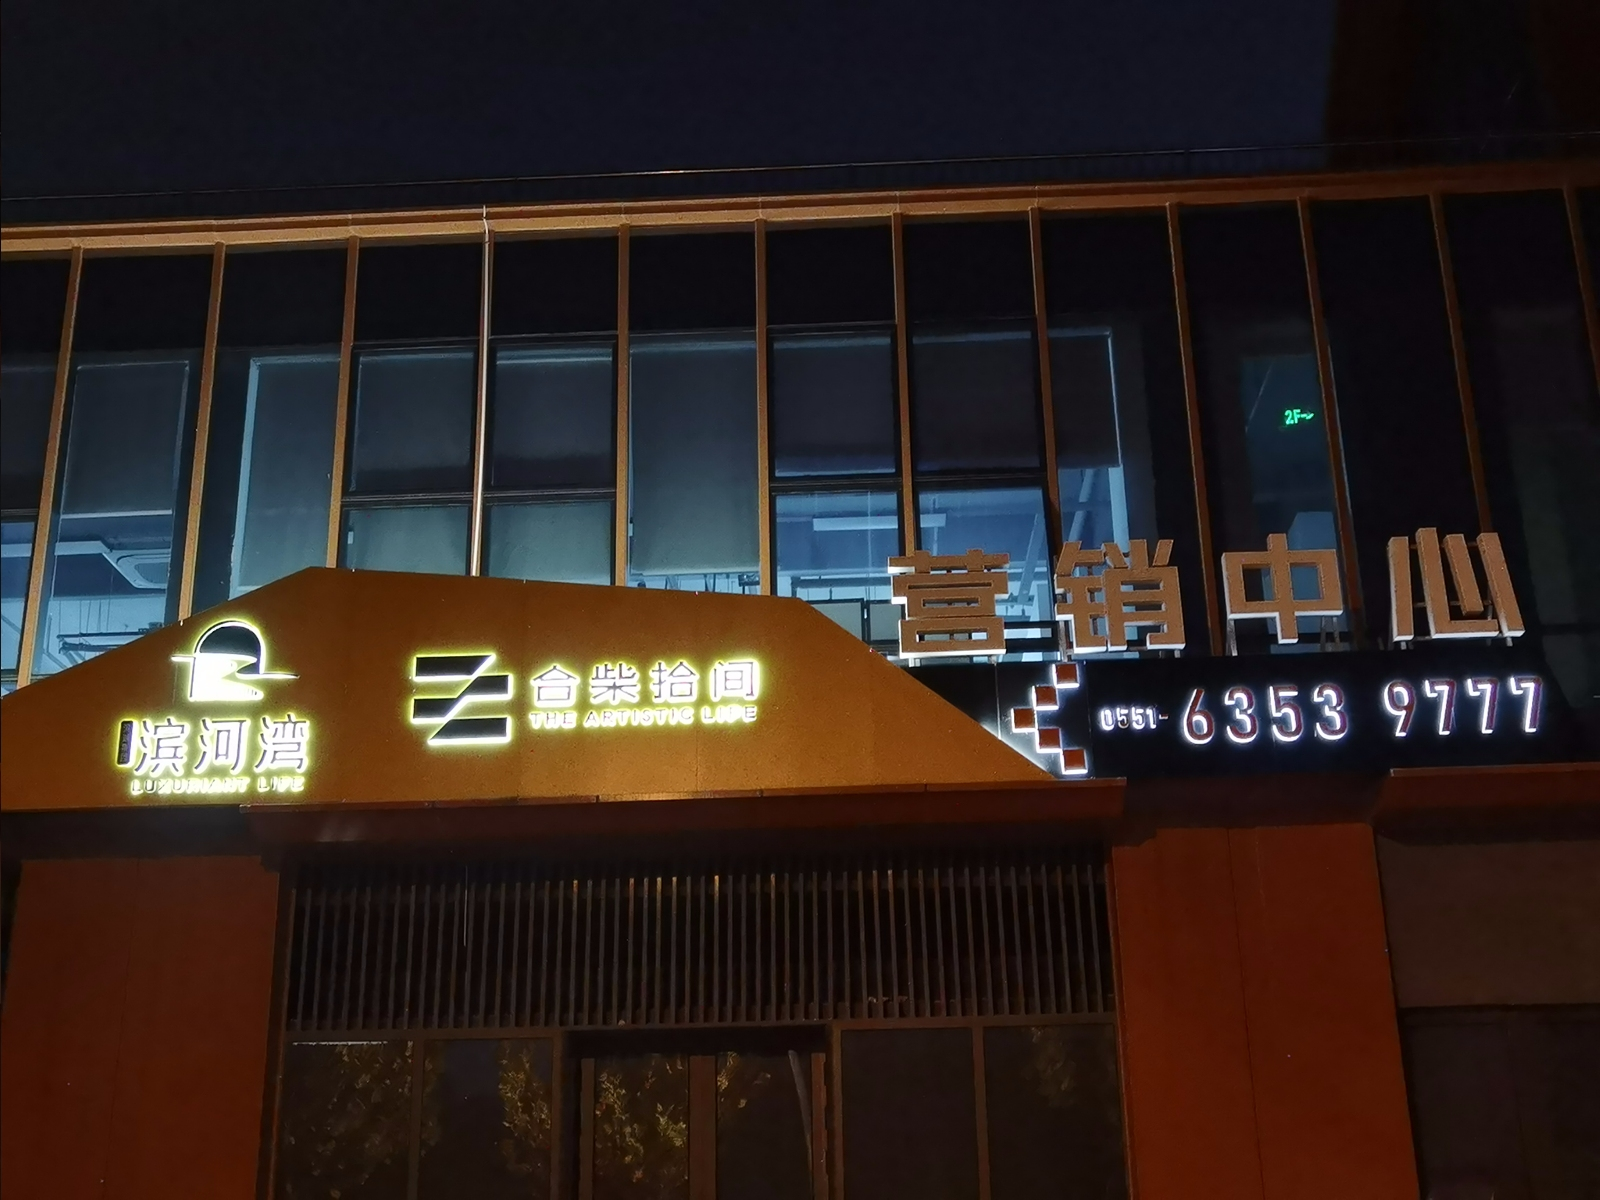 2F→
营销中心
0551-6353 9777
合柴拾间
THE ARTISTIC LIFE
滨河湾
LUXURIANT LIFE